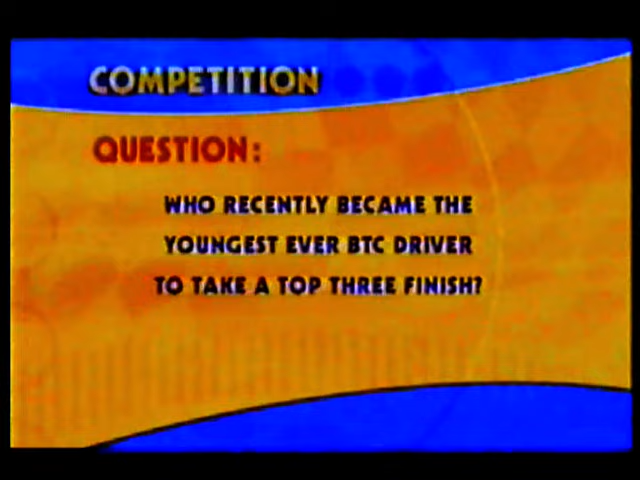 COMPETITION
QUESTION:
WHO RECENTLY BECAME THE
YOUNGEST EVER BTC DRIVER
TO TAKE A TOP THREE FINISH?